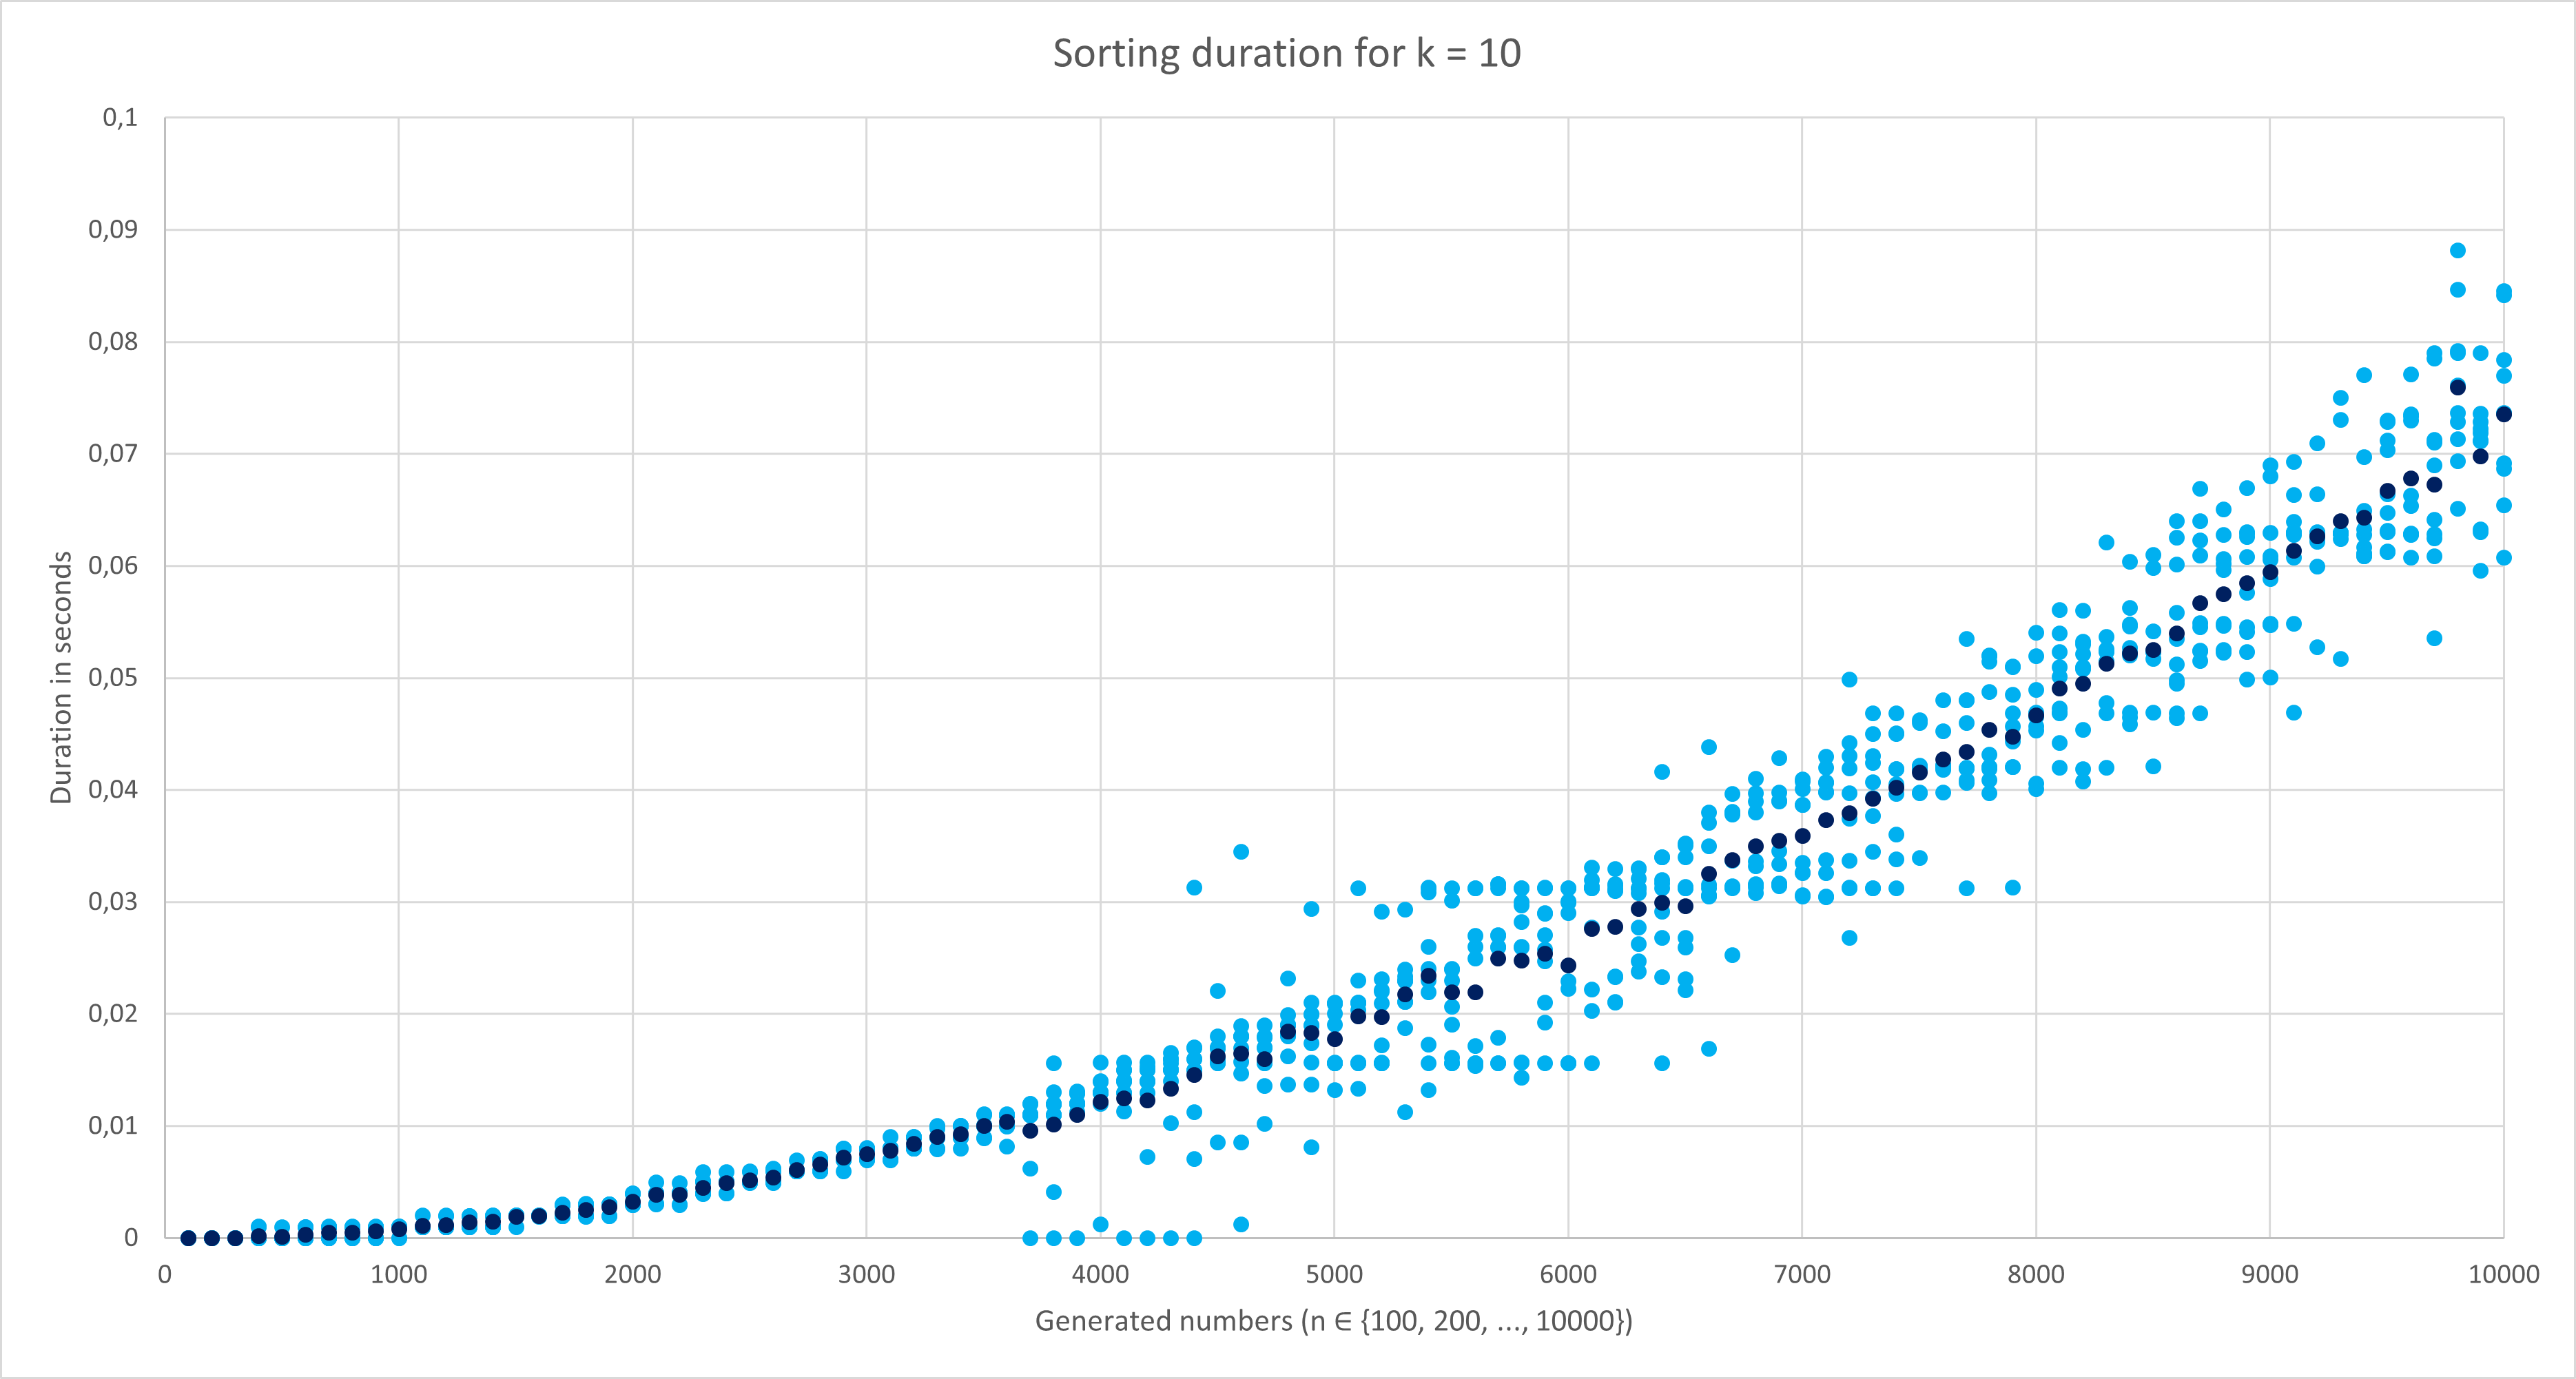 Sorting duration for k = 10
0,1
0,09
0,08
0,07
0,06
0,05
0,04
0,03
0,02
0,01
0
Duration in seconds
0 1000 2000 3000 4000 5000 6000 7000 8000 9000 10000
Generated numbers (n ∈ {100, 200, ..., 10000})